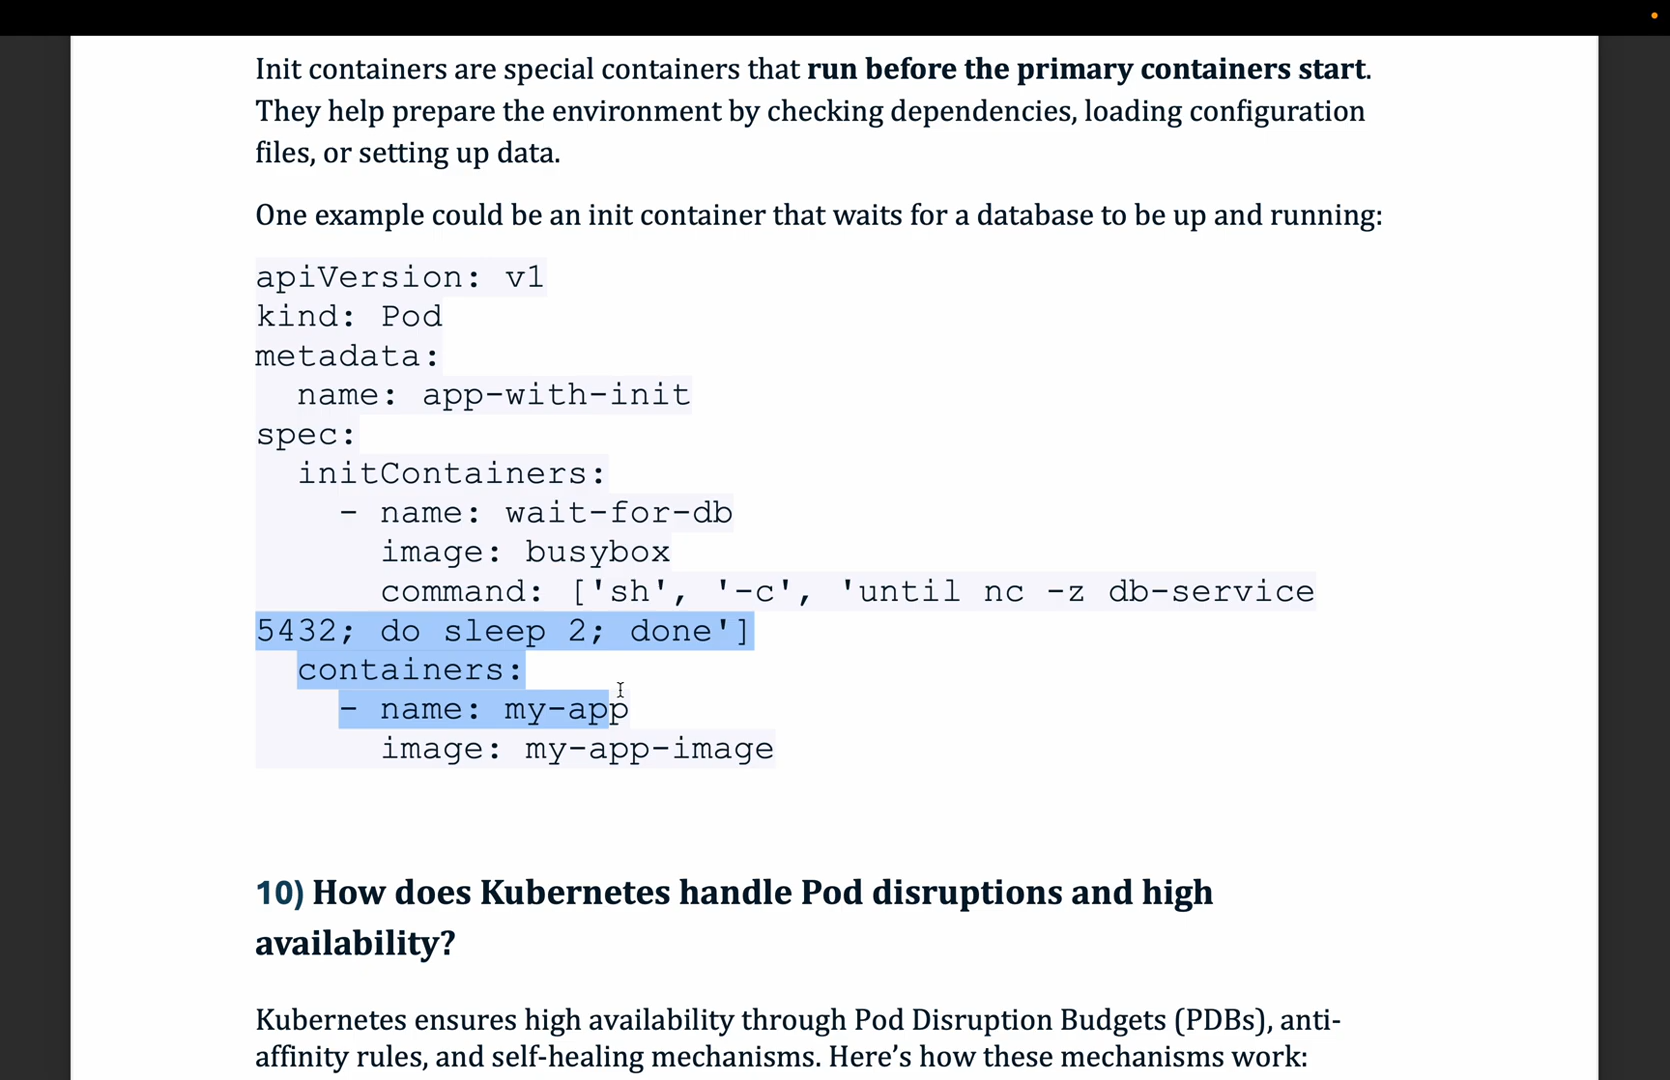 Init containers are special containers that run before the primary containers start.
They help prepare the environment by checking dependencies, loading configuration
files, or setting up data.
One example could be an init container that waits for a database to be up and running:
apiVersion: v1
kind: Pod
metadata:
  name: app-with-init
spec:
  initContainers:
    - name: wait-for-db
      image: busybox
      command: ['sh', '-c', 'until nc -z db-service
5432; do sleep 2; done']
  containers:
    - name: my-app
      image: my-app-image
10) How does Kubernetes handle Pod disruptions and high
availability?
Kubernetes ensures high availability through Pod Disruption Budgets (PDBs), anti-
affinity rules, and self-healing mechanisms. Here’s how these mechanisms work: